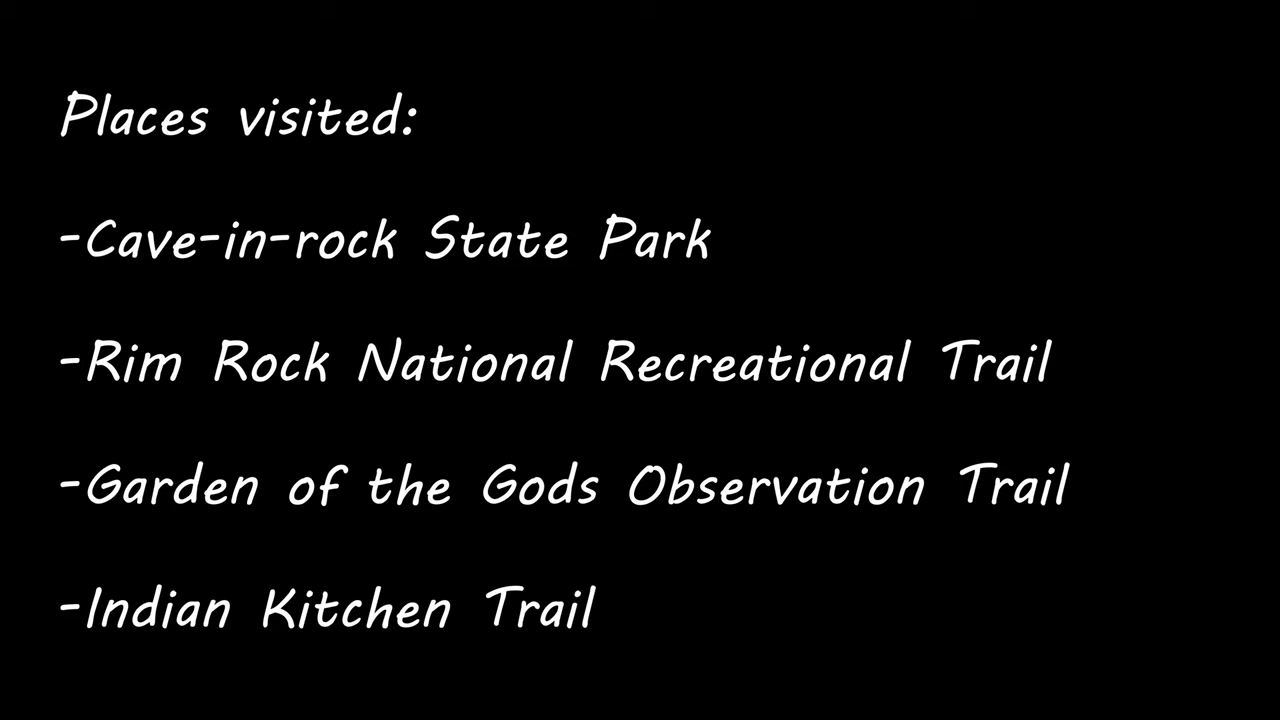 Places visited:
-Cave-in-rock State Park
-Rim Rock National Recreational Trail
-Garden of the Gods Observation Trail
-Indian Kitchen Trail